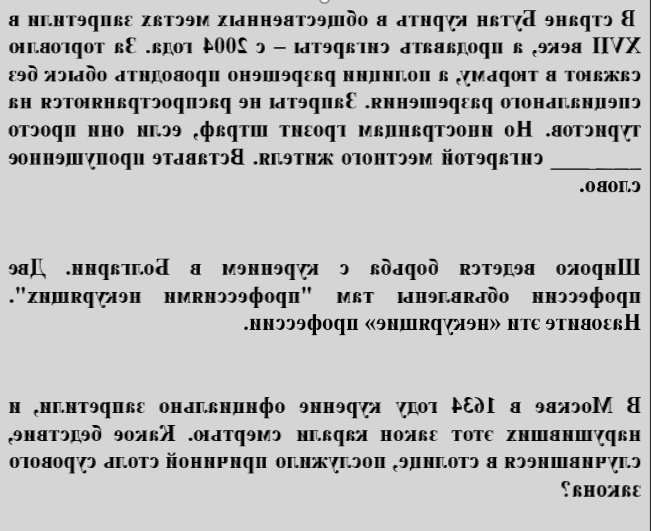 В стране Бутан курить в общественных местах запретили в
XVII веке, а продавать сигареты – с 2004 года. За торговлю
сажают в тюрьму, а полиции разрешено проводить обыск без
специального разрешения. Запреты не распространяются на
туристов. Но иностранцам грозит штраф, если они просто
________ сигаретой местного жителя. Вставьте пропущенное
слово.
Широко ведется борьба с курением в Болгарии. Две
профессии объявлены там "профессиями некурящих".
Назовите эти «некурящие» профессии.
В Москве в 1634 году курение официально запретили, и
нарушивших этот закон карали смертью. Какое бедствие,
случившиеся в столице, послужило причиной столь сурового
закона?